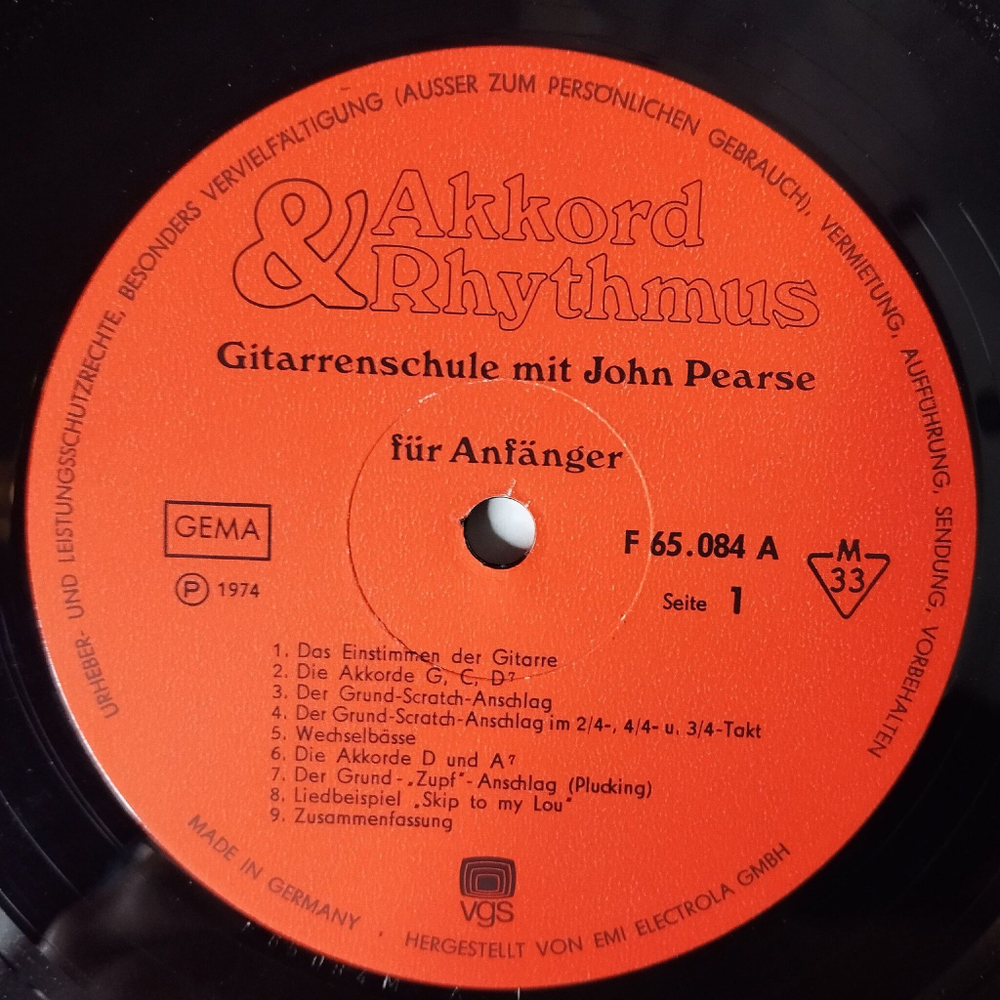 URHEBER- UND LEISTUNGSSCHUTZRECHTE, BESONDERS VERVIELFÄLTIGUNG (AUSSER ZUM PERSÖNLICHEN GEBRAUCH), VERMIETUNG, AUFFÜHRUNG, SENDUNG, VORBEHALTEN
Akkord
& Rhythmus
Gitarrenschule mit John Pearse
für Anfänger
GEMA
F 65.084 A
M
33
Ⓟ 1974
Seite 1
1. Das Einstimmen der Gitarre
2. Die Akkorde G, C, D⁷
3. Der Grund-Scratch-Anschlag
4. Der Grund-Scratch-Anschlag im 2/4-, 4/4- u. 3/4-Takt
5. Wechselbässe
6. Die Akkorde D und A⁷
7. Der Grund-„Zupf"-Anschlag (Plucking)
8. Liedbeispiel „Skip to my Lou"
9. Zusammenfassung
vgs
MADE IN GERMANY , HERGESTELLT VON EMI ELECTROLA GMBH